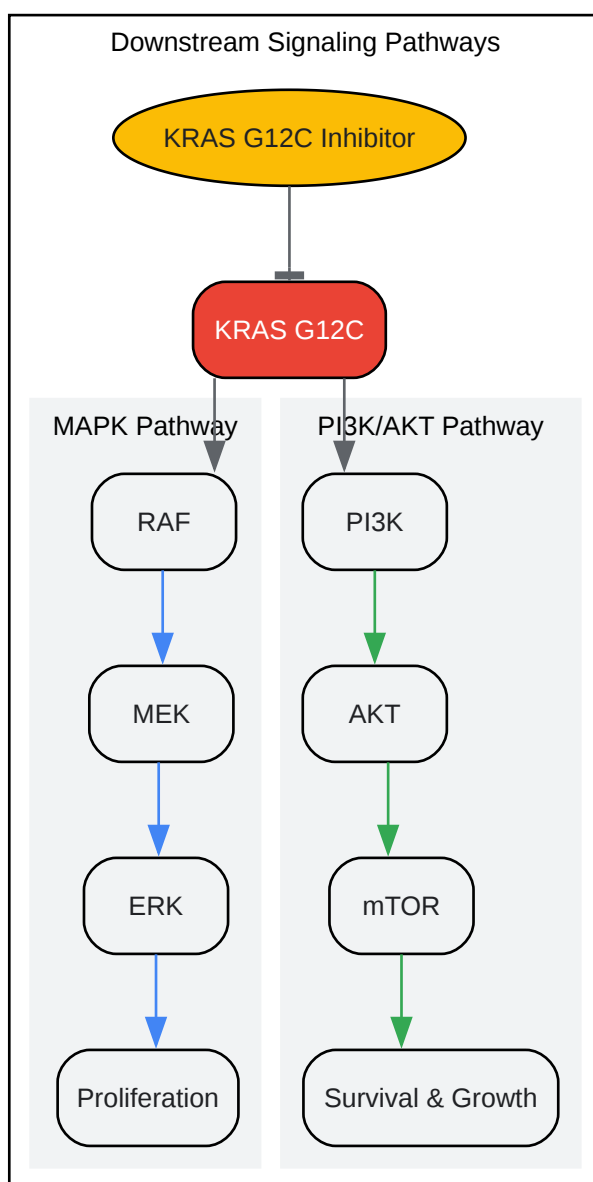 Downstream Signaling Pathways
KRAS G12C Inhibitor
KRAS G12C
MAPK Pathway
PI3K/AKT Pathway
RAF
PI3K
MEK
AKT
ERK
mTOR
Proliferation
Survival & Growth